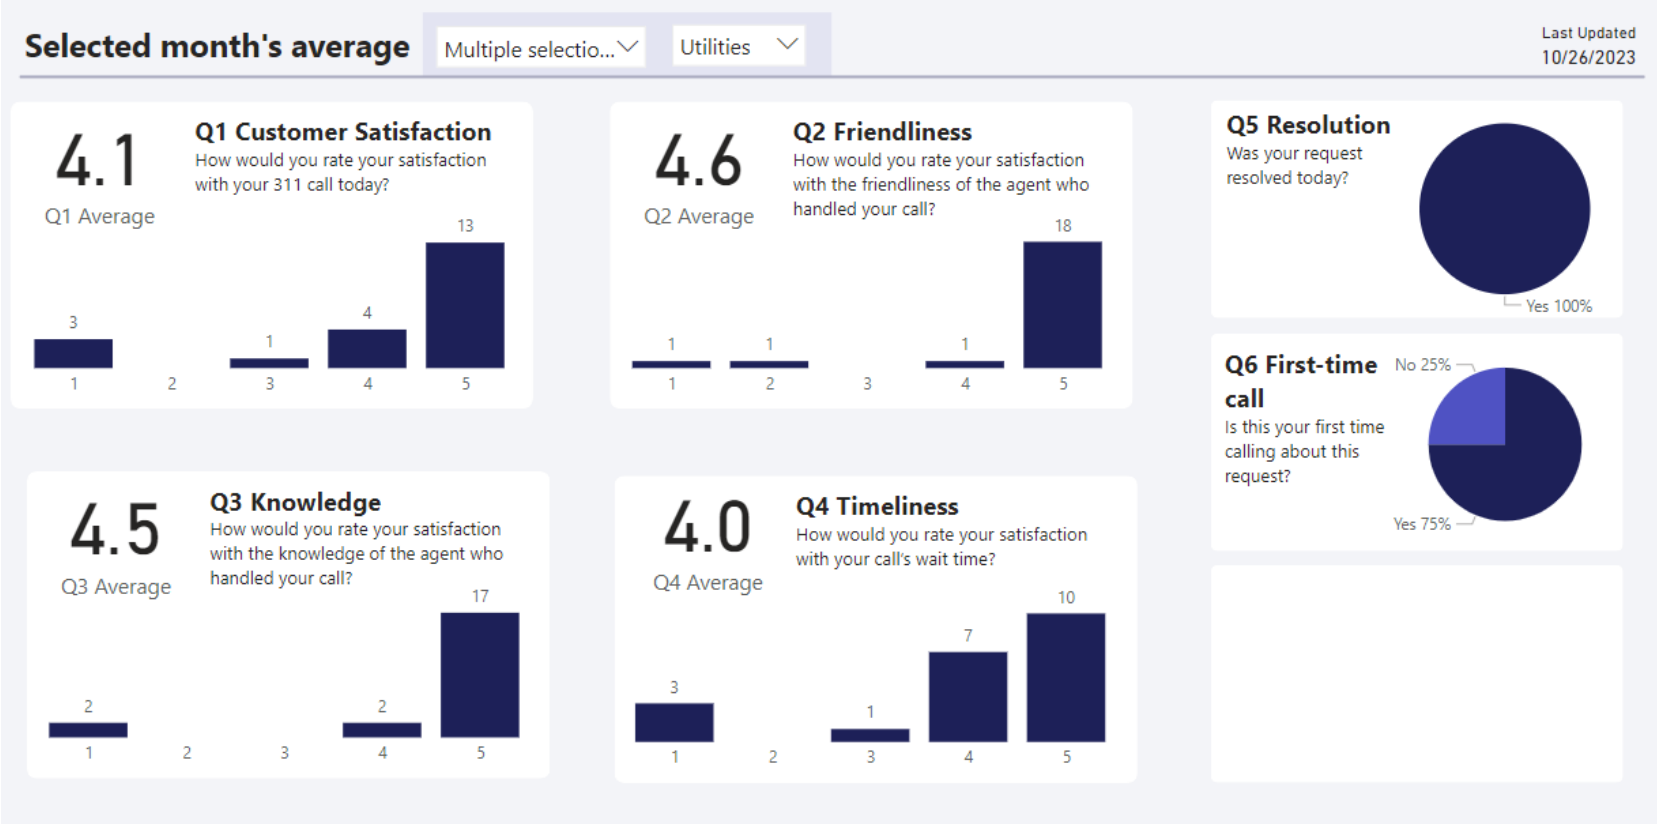 Selected month's average
Multiple selectio...
Utilities
Last Updated
10/26/2023
4.1
Q1 Average
Q1 Customer Satisfaction
How would you rate your satisfaction
with your 311 call today?
3
1
4
13
1
2
3
4
5
4.6
Q2 Average
Q2 Friendliness
How would you rate your satisfaction
with the friendliness of the agent who
handled your call?
1
1
1
18
1
2
3
4
5
Q5 Resolution
Was your request
resolved today?
Yes 100%
Q6 First-time
call
Is this your first time
calling about this
request?
No 25%
Yes 75%
4.5
Q3 Average
Q3 Knowledge
How would you rate your satisfaction
with the knowledge of the agent who
handled your call?
2
2
17
1
2
3
4
5
4.0
Q4 Average
Q4 Timeliness
How would you rate your satisfaction
with your call's wait time?
3
1
7
10
1
2
3
4
5